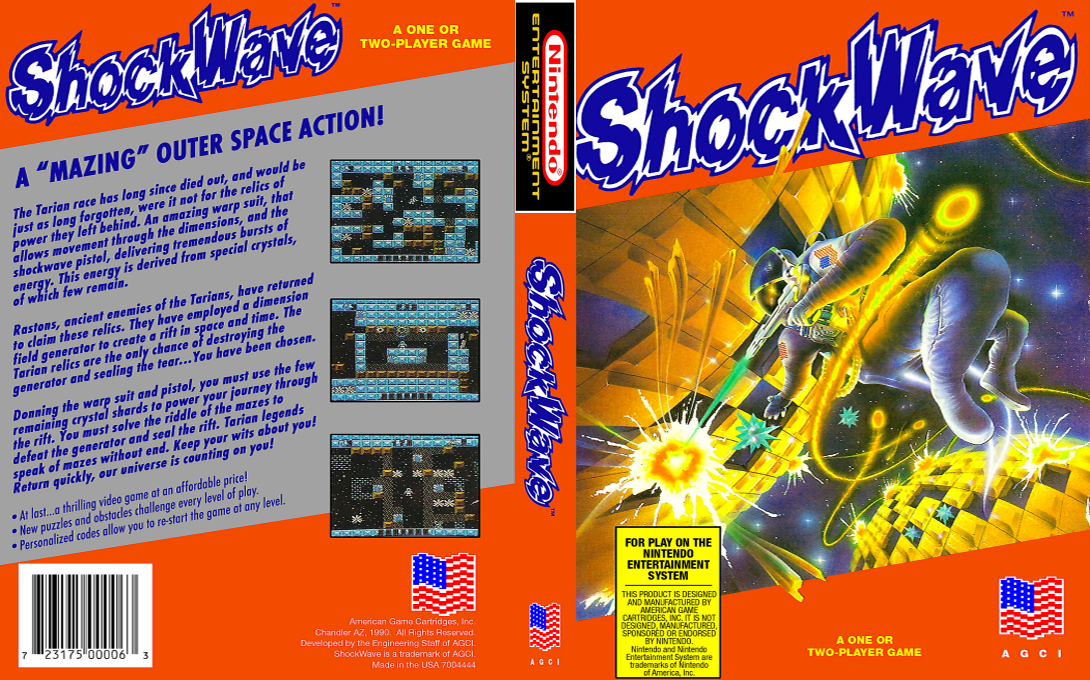 ShockWave™
A ONE OR
TWO-PLAYER GAME
A “MAZING” OUTER SPACE ACTION!
The Tarian race has long since died out, and would be
just as long forgotten, were it not for the relics of
power they left behind. An amazing warp suit, that
allows movement through the dimensions, and the
shockwave pistol, delivering tremendous bursts of
energy. This energy is derived from special crystals,
of which few remain.
Rastons, ancient enemies of the Tarians, have returned
to claim these relics. They have employed a dimension
field generator to create a rift in space and time. The
Tarian relics are the only chance of destroying the
generator and sealing the tear...You have been chosen.
Donning the warp suit and pistol, you must use the few
remaining crystal shards to power your journey through
the rift. You must solve the riddle of the mazes to
defeat the generator and seal the rift. Tarian legends
speak of mazes without end. Keep your wits about you!
Return quickly, our universe is counting on you!
• At last...a thrilling video game at an affordable price!
• New puzzles and obstacles challenge every level of play.
• Personalized codes allow you to re-start the game at any level.
7 23175 00006 3
American Game Cartridges, Inc
Chandler AZ, 1990. All Rights Reserved.
Developed by the Engineering Staff of AGCI.
ShockWave is a trademark of AGCI.
Made in the USA 7004444
Nintendo®
ENTERTAINMENT
SYSTEM®
ShockWave™
AGCI
ShockWave™
FOR PLAY ON THE
NINTENDO
ENTERTAINMENT
SYSTEM
THIS PRODUCT IS DESIGNED
AND MANUFACTURED BY
AMERICAN GAME
CARTRIDGES, INC. IT IS NOT
DESIGNED, MANUFACTURED,
SPONSORED OR ENDORSED
BY NINTENDO.
Nintendo and Nintendo
Entertainment System are
trademarks of Nintendo
of America, Inc.
A ONE OR
TWO-PLAYER GAME
AGCI